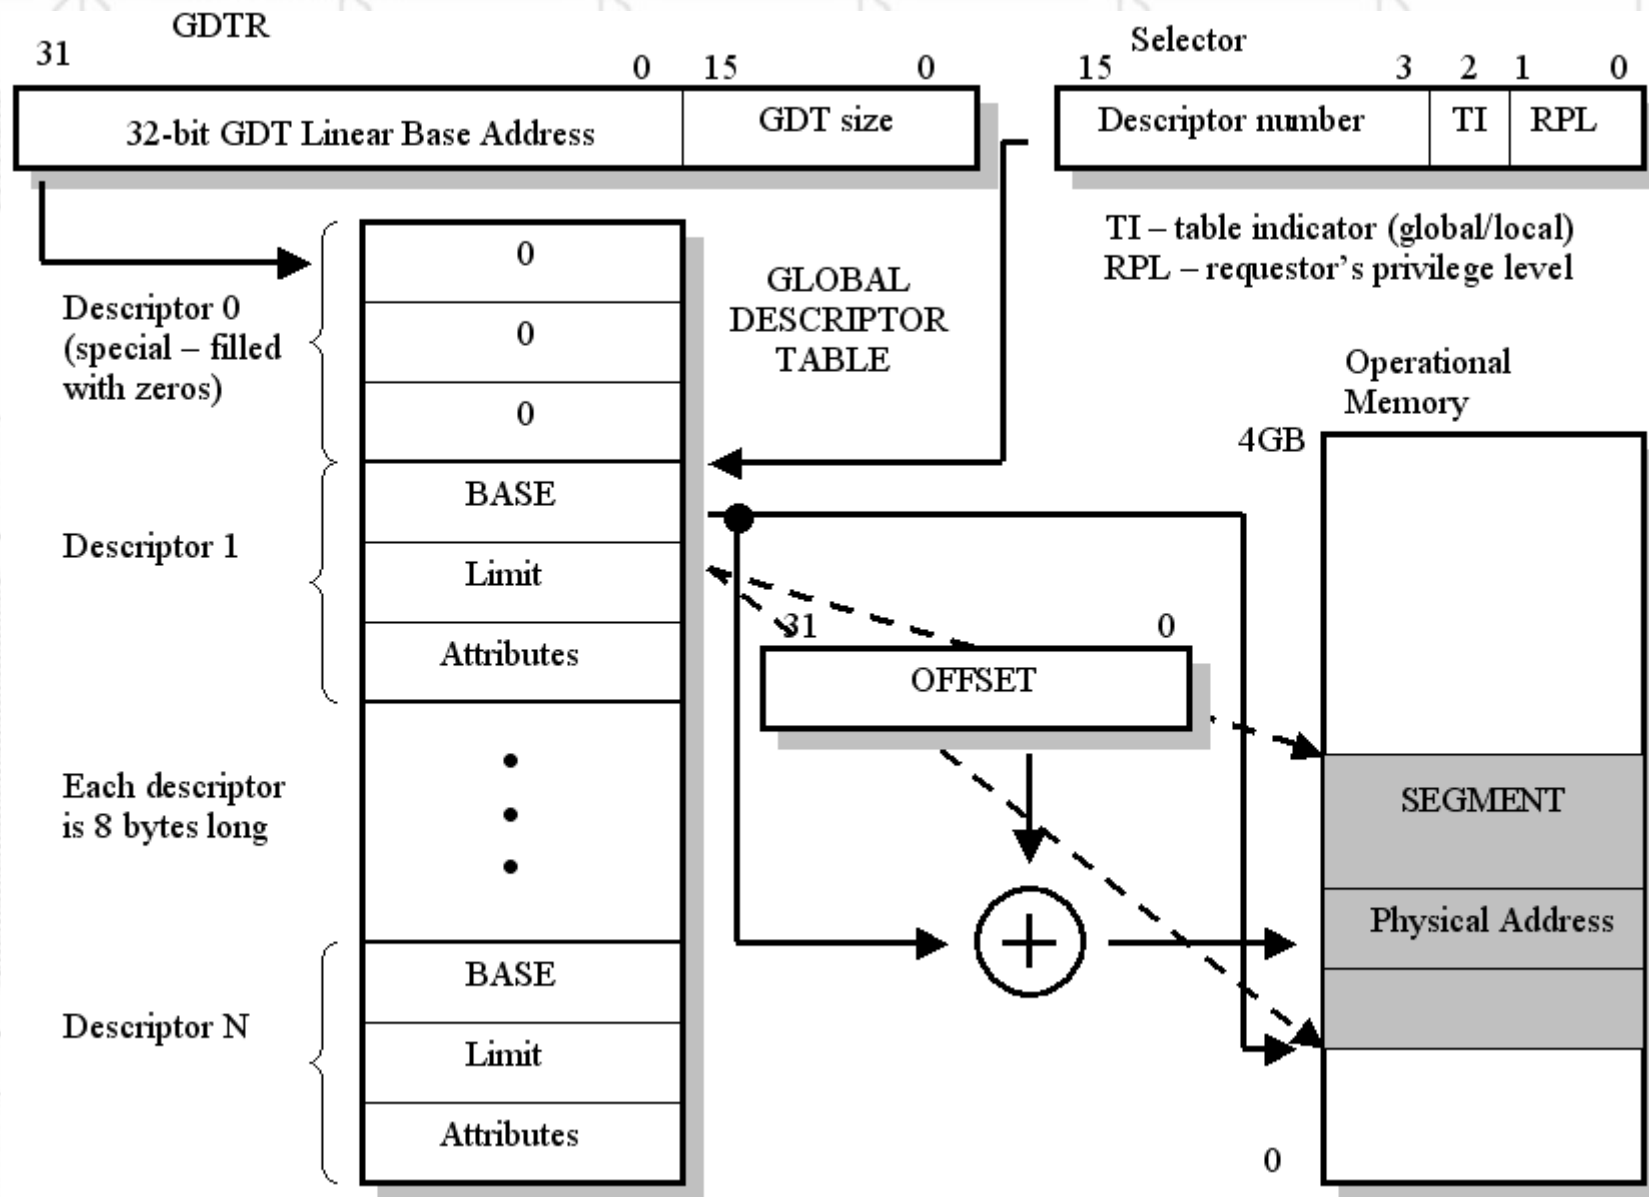 GDTR
31
0
15
0
32-bit GDT Linear Base Address
GDT size
Selector
15
3
2
1
0
Descriptor number
TI
RPL
TI – table indicator (global/local)
RPL – requestor's privilege level
Descriptor 0
(special – filled
with zeros)
0
0
0
GLOBAL
DESCRIPTOR
TABLE
Descriptor 1
BASE
Limit
Attributes
Each descriptor
is 8 bytes long
Descriptor N
BASE
Limit
Attributes
31
0
OFFSET
Operational
Memory
4GB
SEGMENT
Physical Address
0